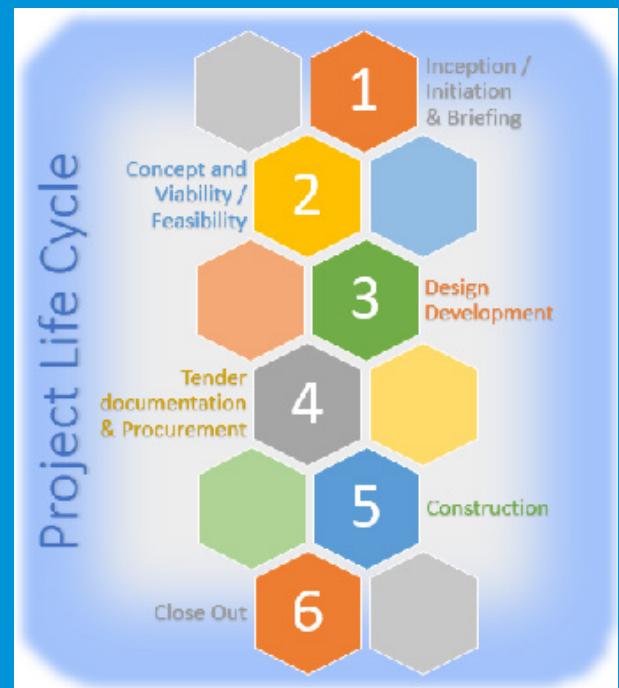 Project Life Cycle
1
Inception /
Initiation
& Briefing
Concept and
Viability /
Feasibility
2
3
Design
Development
Tender
documentation
& Procurement
4
5
Construction
Close Out
6